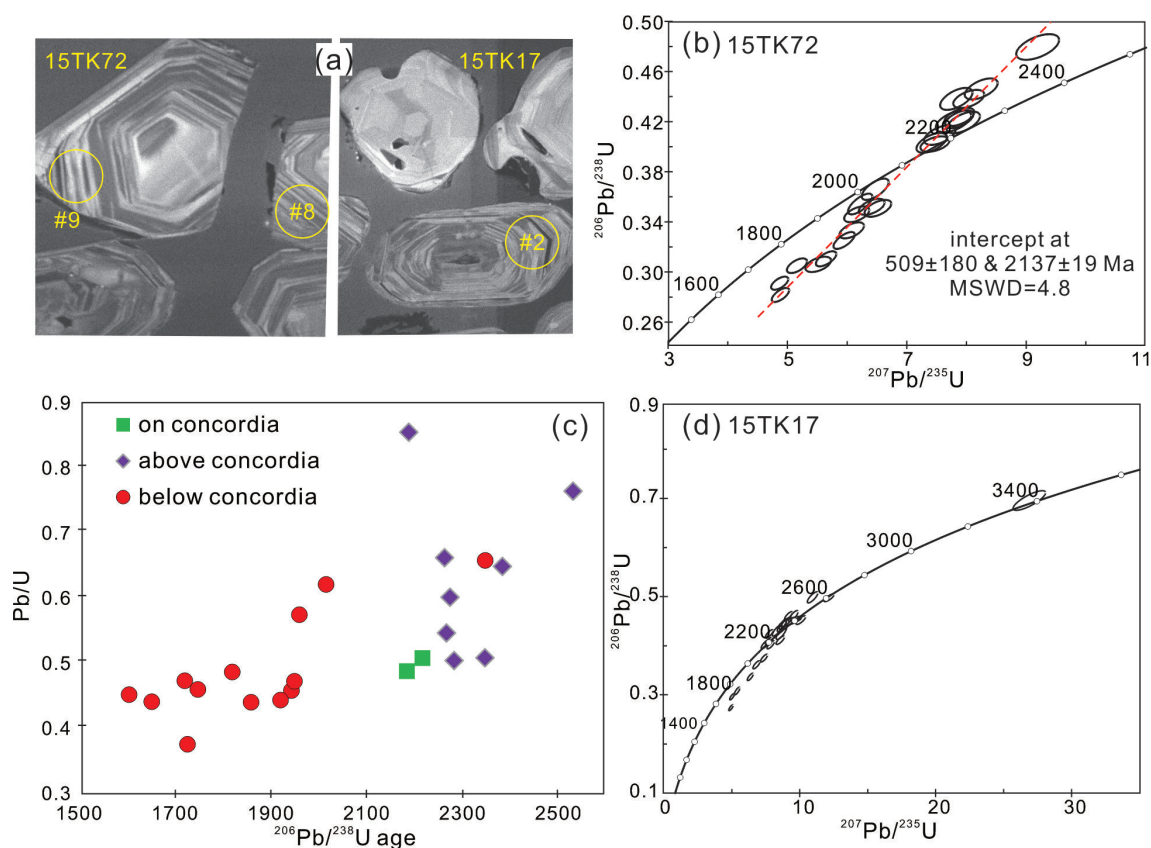 15TK72
(a)
15TK17
#9
#8
#2
(b) 15TK72
0.50
0.46
0.42
0.38
0.34
0.30
0.26
²⁰⁶Pb/²³⁸U
2400
2200
2000
1800
1600
intercept at
509±180 & 2137±19 Ma
MSWD=4.8
3
5
7
9
11
²⁰⁷Pb/²³⁵U
(c)
on concordia
above concordia
below concordia
0.9
0.8
0.7
0.6
0.5
0.4
0.3
Pb/U
1500
1700
1900
2100
2300
2500
²⁰⁶Pb/²³⁸U age
(d) 15TK17
0.9
0.7
0.5
0.3
0.1
²⁰⁶Pb/²³⁸U
3400
3000
2600
2200
1800
1400
0
10
20
30
²⁰⁷Pb/²³⁵U